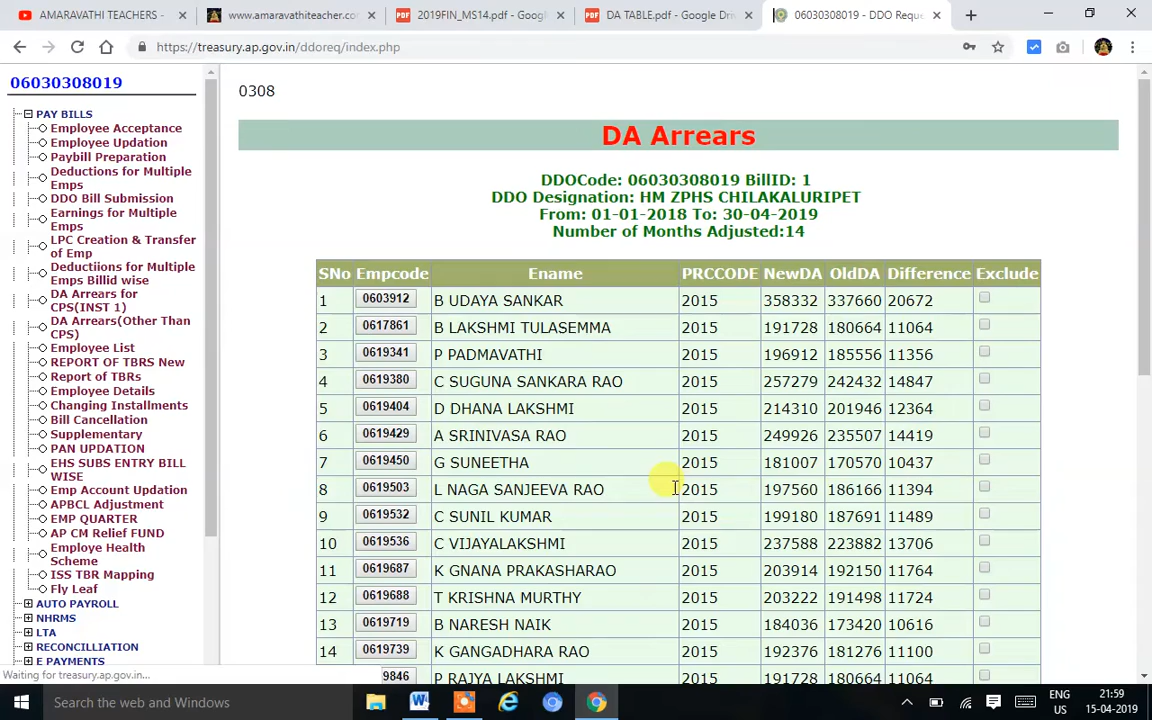 AMARAVATHI TEACHERS -
www.amaravathiteacher.co
2019FIN_MS14.pdf - Googl
DA TABLE.pdf - Google Dri
06030308019 - DDO Reque
https://treasury.ap.gov.in/ddoreq/index.php
06030308019
PAY BILLS
Employee Acceptance
Employee Updation
Paybill Preparation
Deductions for Multiple
Emps
DDO Bill Submission
Earnings for Multiple
Emps
LPC Creation & Transfer
of Emp
Deductiions for Multiple
Emps Billid wise
DA Arrears for
CPS(INST 1)
DA Arrears(Other Than
CPS)
Employee List
REPORT OF TBRS New
Report of TBRs
Employee Details
Changing Installments
Bill Cancellation
Supplementary
PAN UPDATION
EHS SUBS ENTRY BILL
WISE
Emp Account Updation
APBCL Adjustment
EMP QUARTER
AP CM Relief FUND
Employe Health
Scheme
ISS TBR Mapping
Fly Leaf
AUTO PAYROLL
NHRMS
LTA
RECONCILLIATION
E PAYMENTS
Waiting for treasury.ap.gov.in...
0308
DA Arrears
DDOCode: 06030308019 BillID: 1
DDO Designation: HM ZPHS CHILAKALURIPET
From: 01-01-2018 To: 30-04-2019
Number of Months Adjusted:14
SNo Empcode Ename PRCCODE NewDA OldDA Difference Exclude
1 0603912 B UDAYA SANKAR 2015 358332 337660 20672
2 0617861 B LAKSHMI TULASEMMA 2015 191728 180664 11064
3 0619341 P PADMAVATHI 2015 196912 185556 11356
4 0619380 C SUGUNA SANKARA RAO 2015 257279 242432 14847
5 0619404 D DHANA LAKSHMI 2015 214310 201946 12364
6 0619429 A SRINIVASA RAO 2015 249926 235507 14419
7 0619450 G SUNEETHA 2015 181007 170570 10437
8 0619503 L NAGA SANJEEVA RAO 2015 197560 186166 11394
9 0619532 C SUNIL KUMAR 2015 199180 187691 11489
10 0619536 C VIJAYALAKSHMI 2015 237588 223882 13706
11 0619687 K GNANA PRAKASHARAO 2015 203914 192150 11764
12 0619688 T KRISHNA MURTHY 2015 203222 191498 11724
13 0619719 B NARESH NAIK 2015 184036 173420 10616
14 0619739 K GANGADHARA RAO 2015 192376 181276 11100
9846 P RAJYA LAKSHMI 2015 191728 180664 11064
Search the web and Windows
ENG
US
21:59
15-04-2019